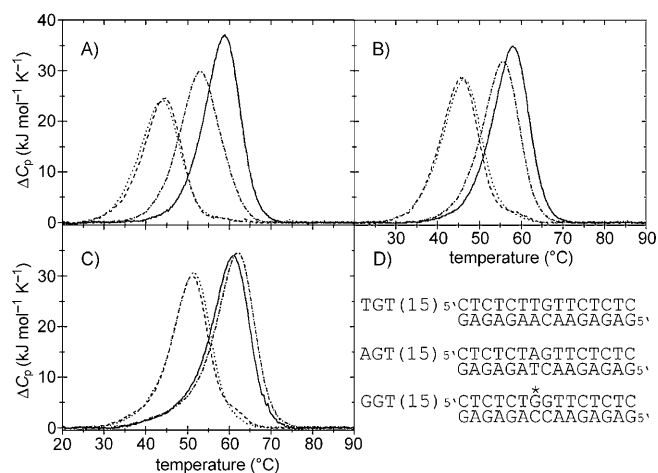 A)
B)
40
30
20
10
0
ΔCp (kJ mol⁻¹ K⁻¹)
30 40 50 60 70 80 90
temperature (°C)
C)
30
20
10
0
ΔCp (kJ mol⁻¹ K⁻¹)
20 30 40 50 60 70 80 90
temperature (°C)
D)
TGT(15) 5'CTCTCTTGTTCTCTC
GAGAGAACAAGAGAG5'
AGT(15) 5'CTCTCTAGTTCTCTC
GAGAGATCAAGAGAG5'
*
GGT(15) 5'CTCTCTGGTTCTCTC
GAGAGACCAAGAGAG5'